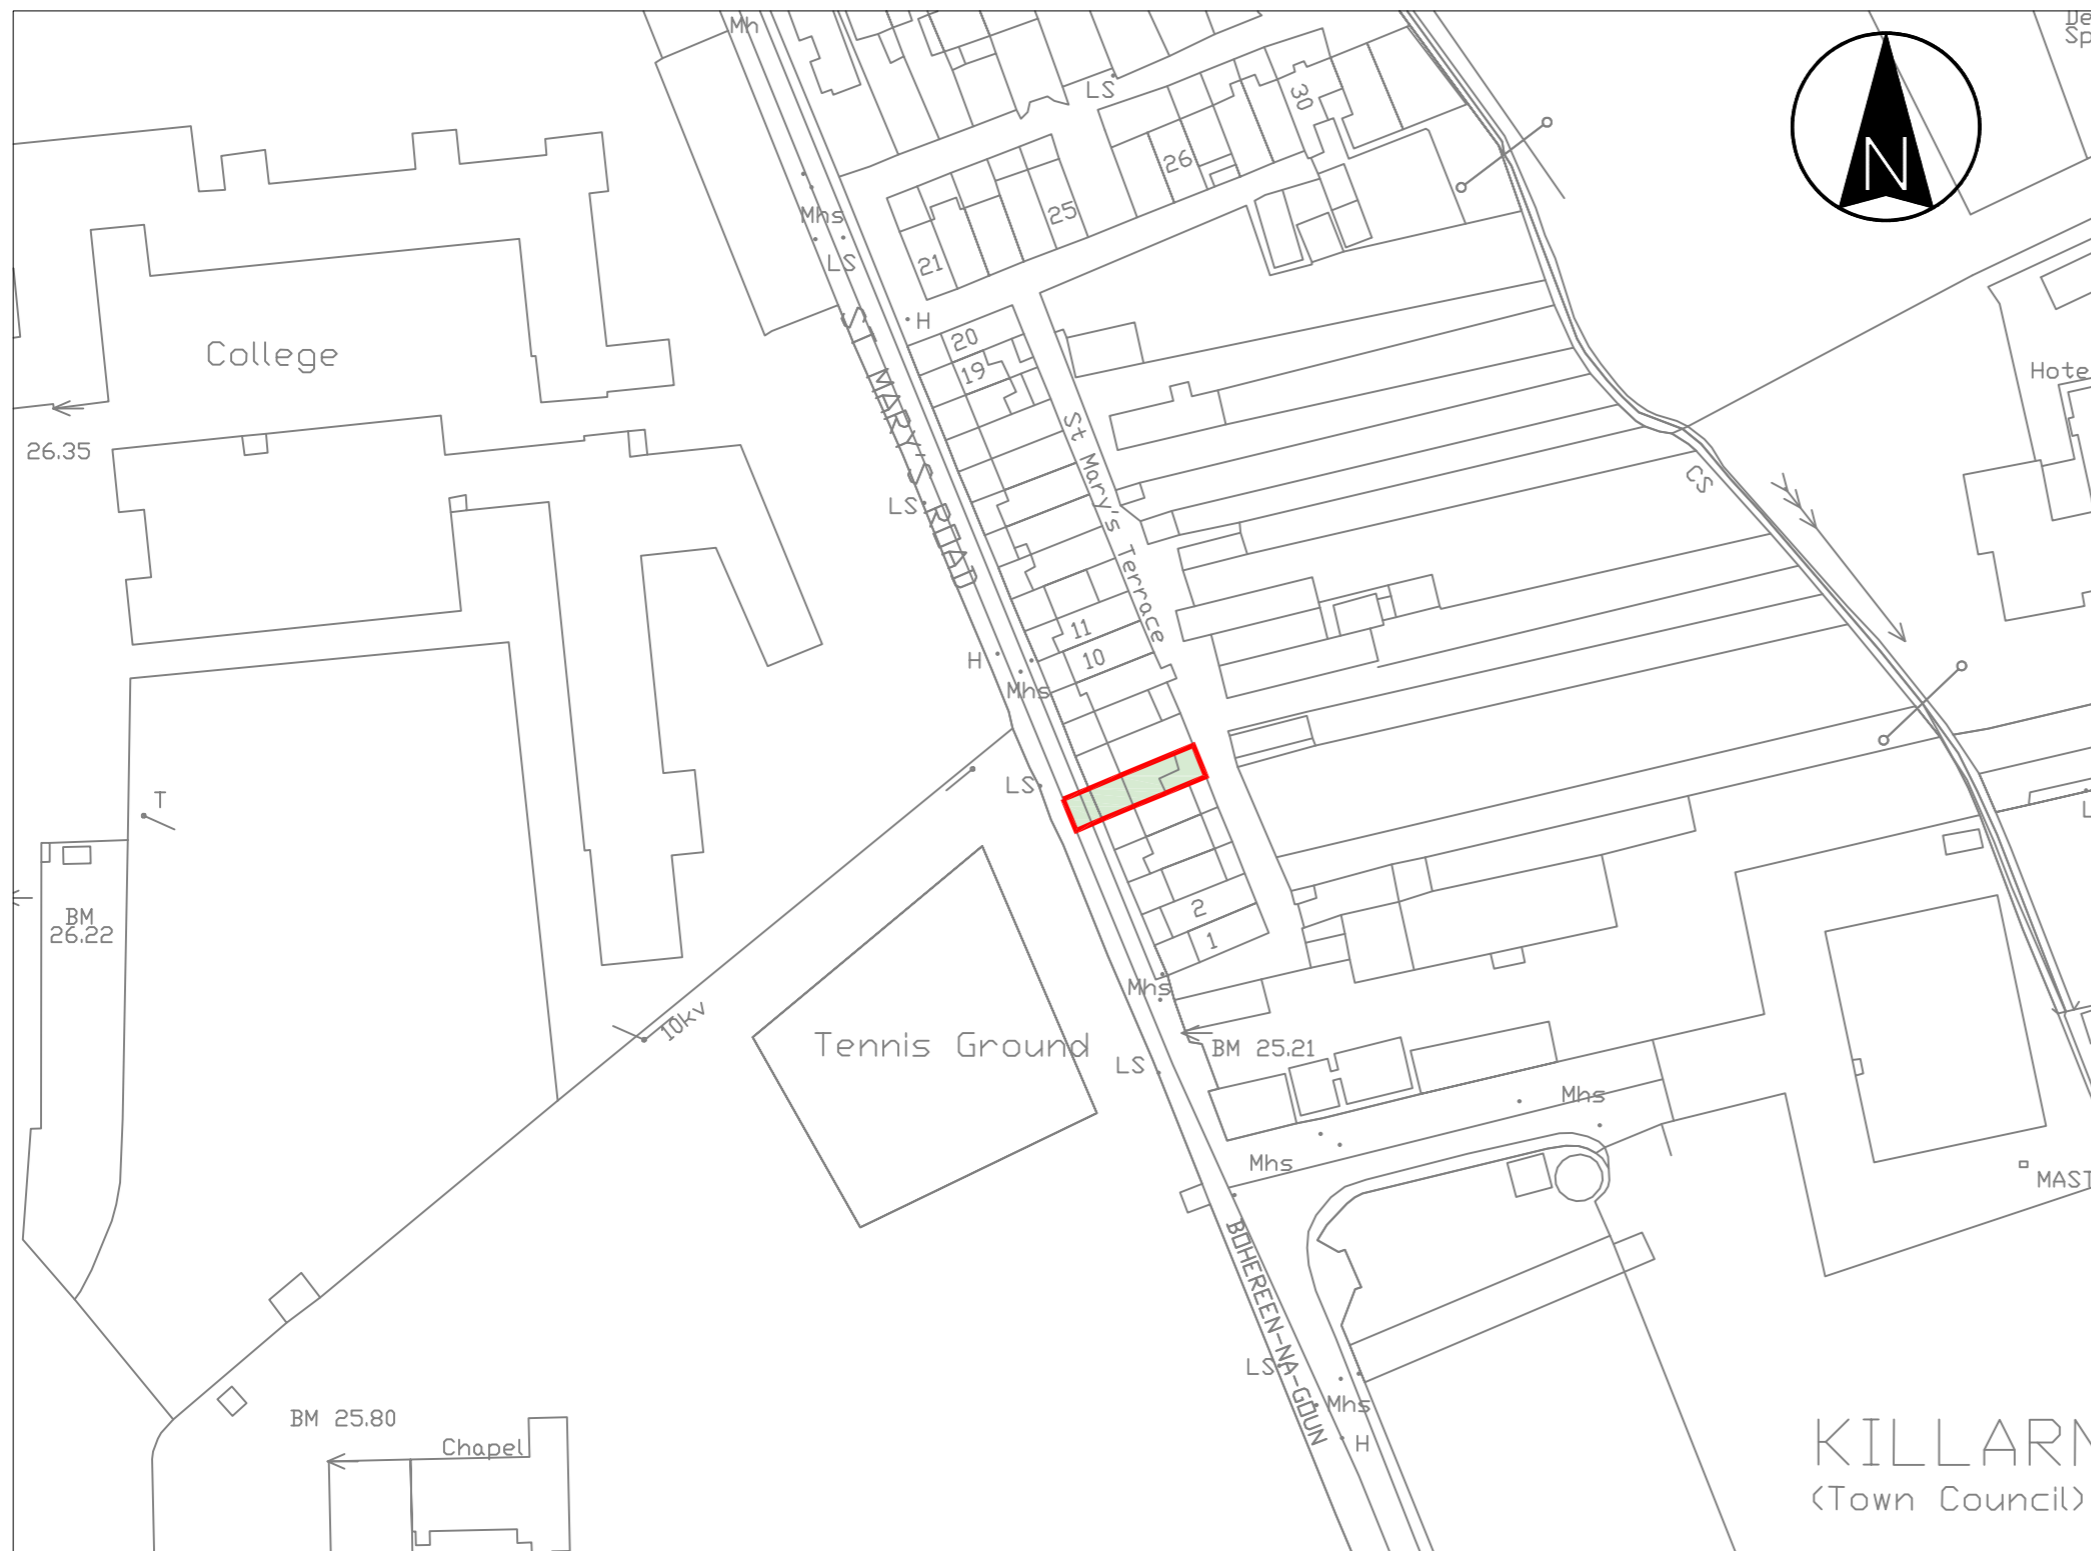 Mh
De
Sp
LS
30
N
26
25
Mhs
LS
21
H
20
19
College
ST MARY'S ROAD
St Mary's Terrace
Hote
26.35
CS
LS
11
10
H
Mhs
LS
T
2
1
BM
26.22
Mhs
10kv
Tennis Ground
BM 25.21
LS
Mhs
L
Mhs
MAST
BOHEREEN-NA-GOUN
LS
Mhs
H
BM 25.80
Chapel
KILLARN
(Town Council)